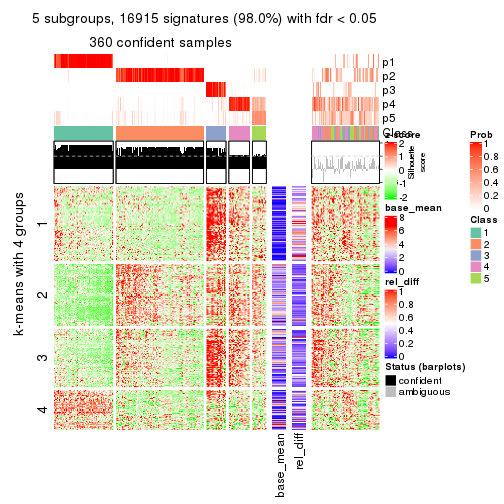 5 subgroups, 16915 signatures (98.0%) with fdr < 0.05
360 confident samples
p1
p2
p3
p4
p5
Class
z-score
2
1
0
-1
-2
Silhouette
score
Prob
1
0.8
0.6
0.4
0.2
0
base_mean
8
6
4
2
0
Class
1
2
3
4
5
rel_diff
1
0.8
0.6
0.4
0.2
0
Status (barplots)
confident
ambiguous
k-means with 4 groups
1
2
3
4
base_mean
rel_diff